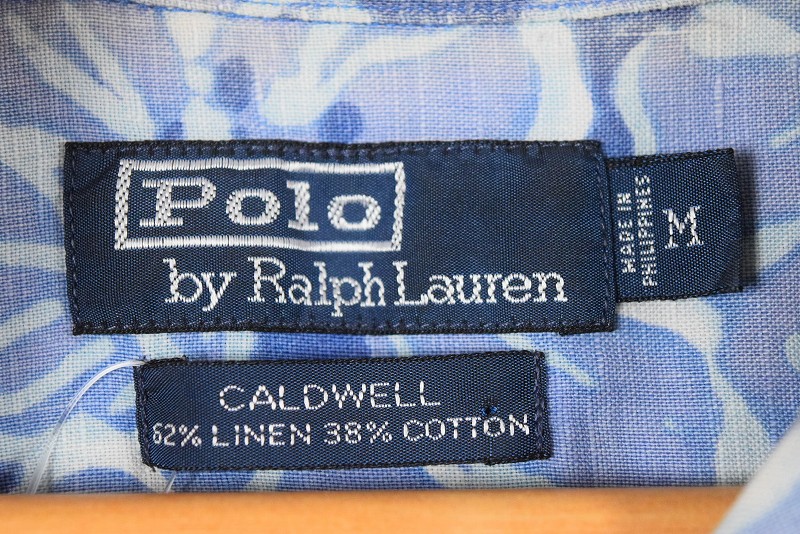 Polo
by Ralph Lauren
MADE IN
PHILIPPINES
M
CALDWELL
62% LINEN 38% COTTON